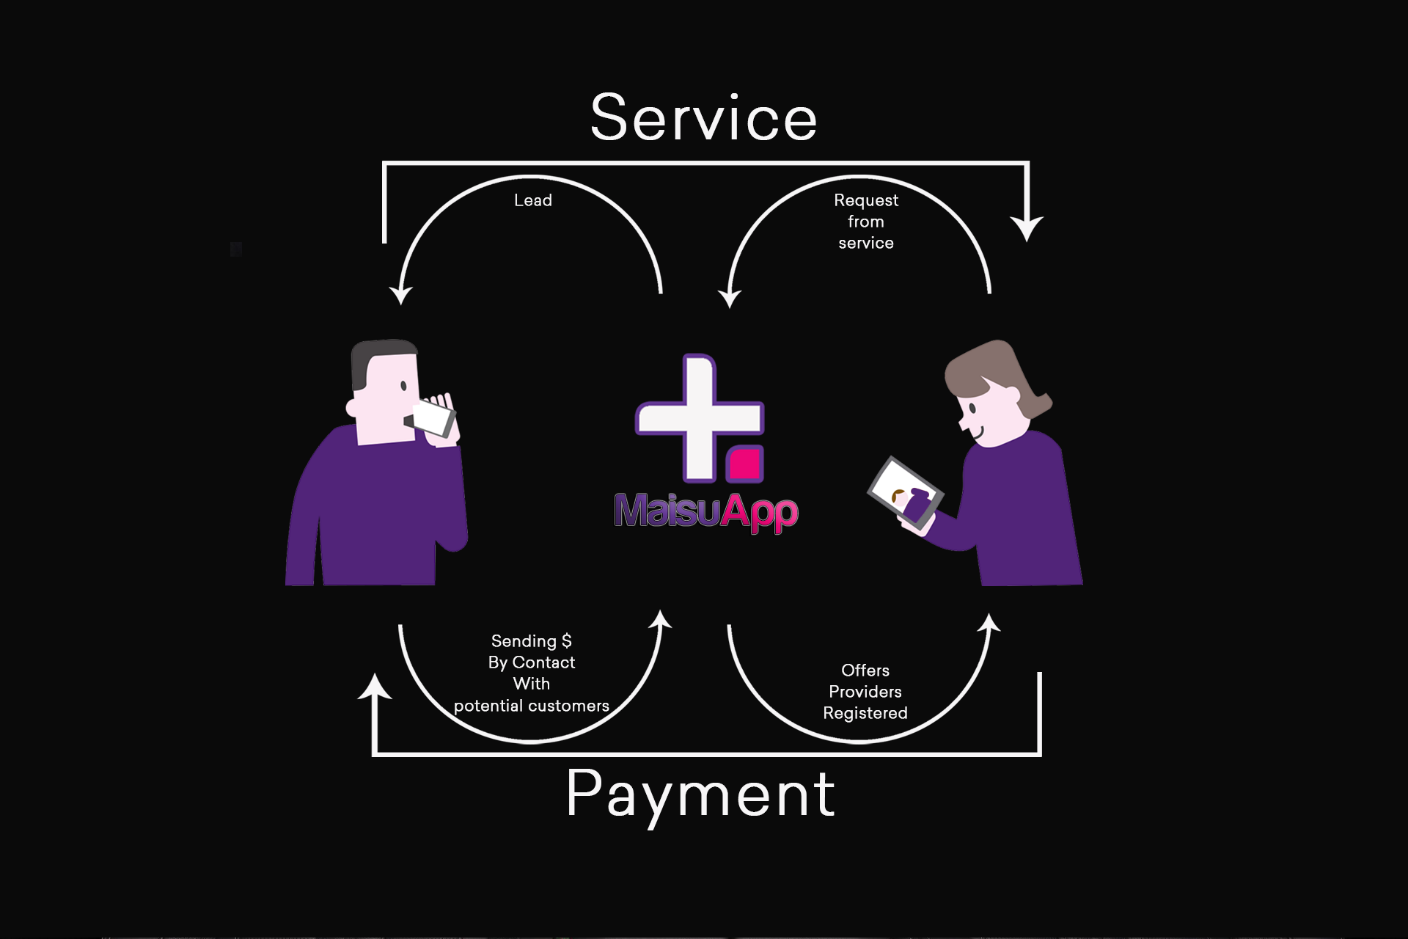 Service
Lead
Request
from
service
MaisuApp
Sending $
By Contact
With
potential customers
Offers
Providers
Registered
Payment